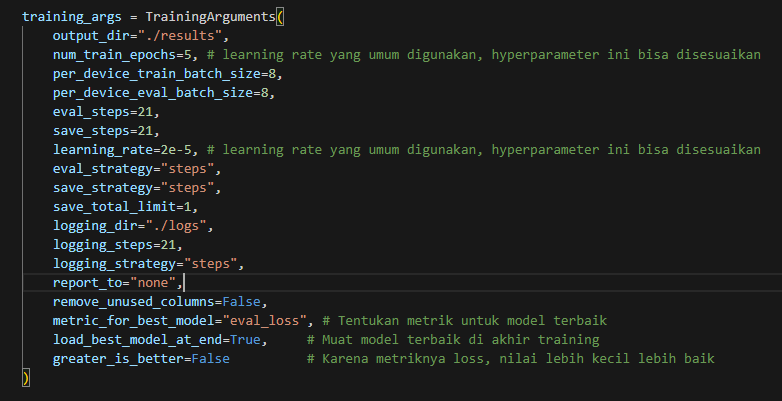 training_args = TrainingArguments(
    output_dir="./results",
    num_train_epochs=5, # learning rate yang umum digunakan, hyperparameter ini bisa disesuaikan
    per_device_train_batch_size=8,
    per_device_eval_batch_size=8,
    eval_steps=21,
    save_steps=21,
    learning_rate=2e-5, # learning rate yang umum digunakan, hyperparameter ini bisa disesuaikan
    eval_strategy="steps",
    save_strategy="steps",
    save_total_limit=1,
    logging_dir="./logs",
    logging_steps=21,
    logging_strategy="steps",
    report_to="none",
    remove_unused_columns=False,
    metric_for_best_model="eval_loss", # Tentukan metrik untuk model terbaik
    load_best_model_at_end=True,     # Muat model terbaik di akhir training
    greater_is_better=False          # Karena metriknya loss, nilai lebih kecil lebih baik
)